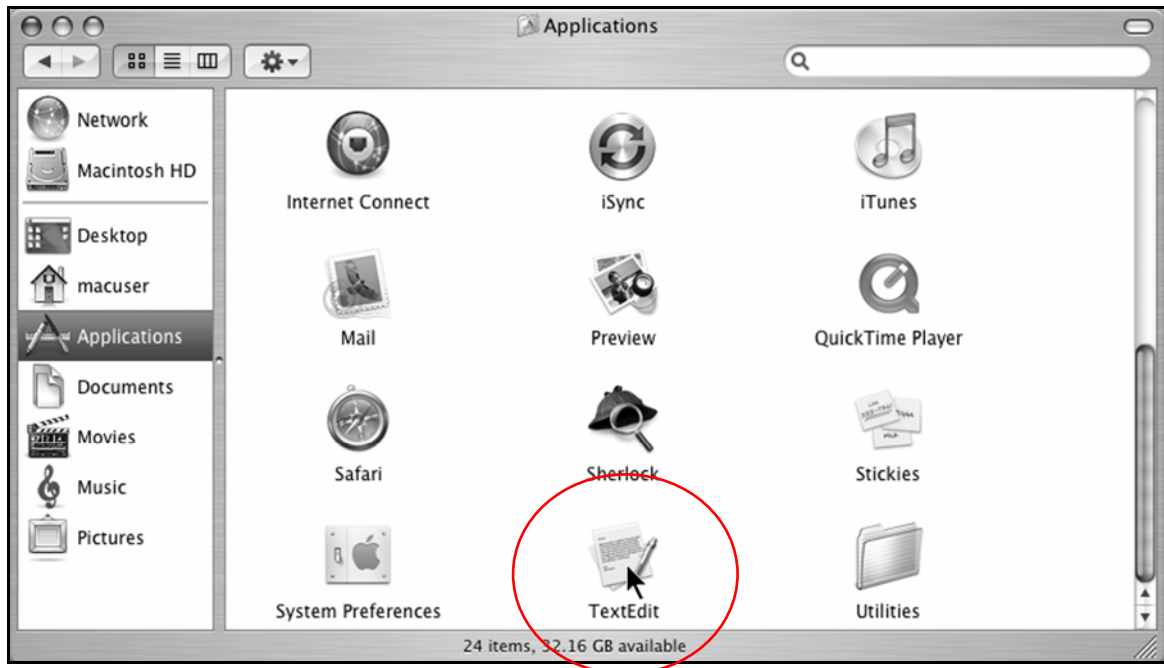 Applications
Network
Macintosh HD
Desktop
macuser
Applications
Documents
Movies
Music
Pictures
Internet Connect
iSync
iTunes
Mail
Preview
QuickTime Player
Safari
Sherlock
Stickies
System Preferences
TextEdit
Utilities
24 items, 32.16 GB available